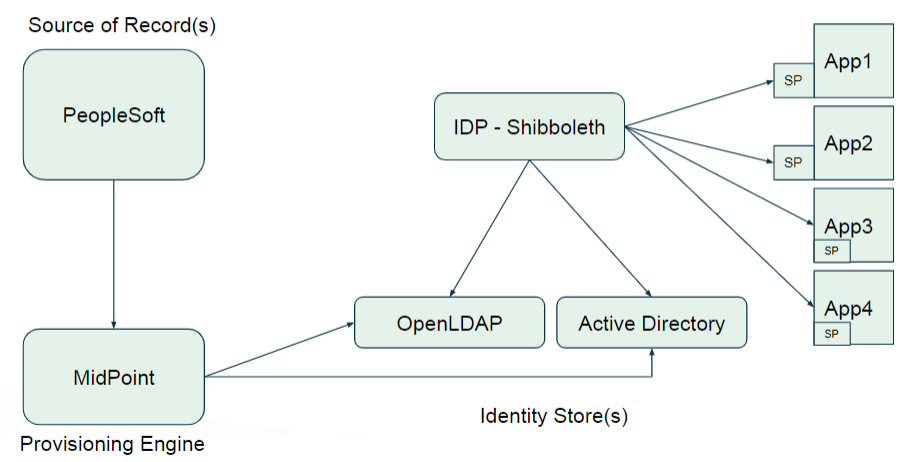 Source of Record(s)
PeopleSoft
IDP - Shibboleth
App1
SP
App2
SP
App3
SP
App4
SP
OpenLDAP
Active Directory
MidPoint
Identity Store(s)
Provisioning Engine